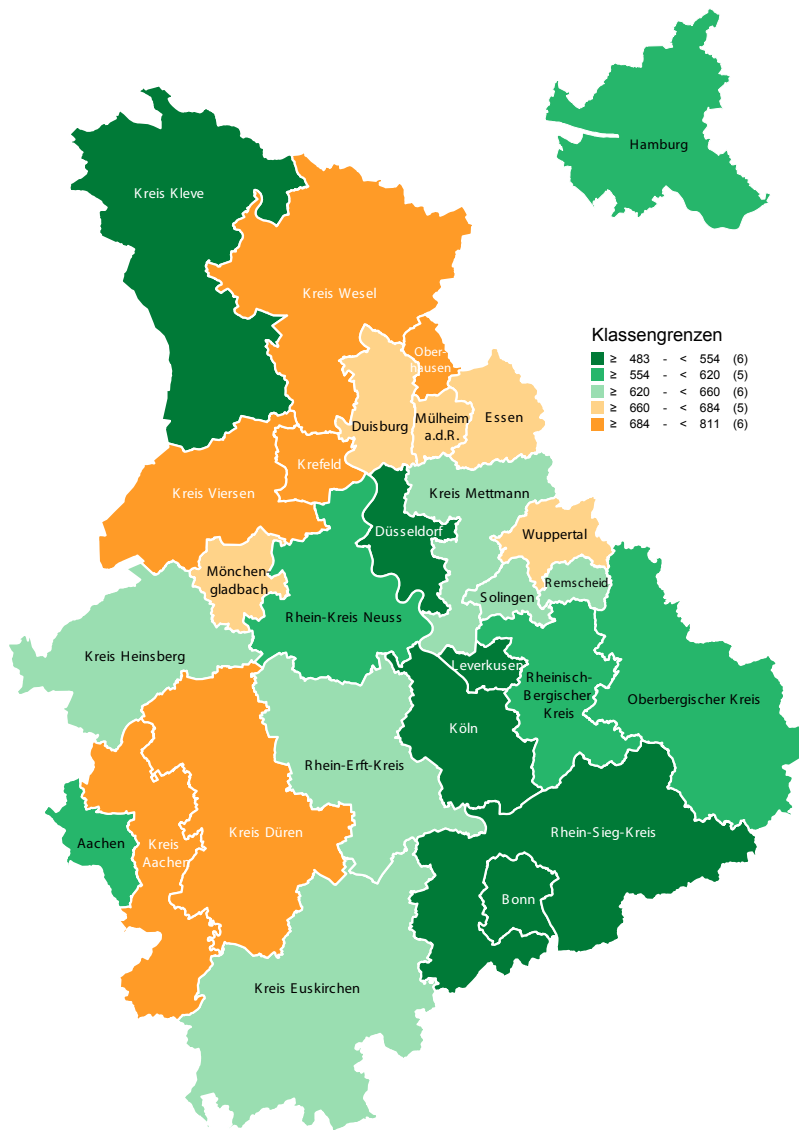 Hamburg
Kreis Kleve
Kreis Wesel
Klassengrenzen
≥ 483 - < 554 (6)
≥ 554 - < 620 (5)
≥ 620 - < 660 (6)
≥ 660 - < 684 (5)
≥ 684 - < 811 (6)
Ober-
hausen
Duisburg
Mülheim
a.d.R.
Essen
Krefeld
Kreis Viersen
Kreis Mettmann
Düsseldorf
Wuppertal
Mönchen-
gladbach
Remscheid
Solingen
Rhein-Kreis Neuss
Kreis Heinsberg
Leverkusen
Rheinisch-
Bergischer
Kreis
Oberbergischer Kreis
Köln
Rhein-Erft-Kreis
Aachen
Kreis
Aachen
Kreis Düren
Rhein-Sieg-Kreis
Bonn
Kreis Euskirchen